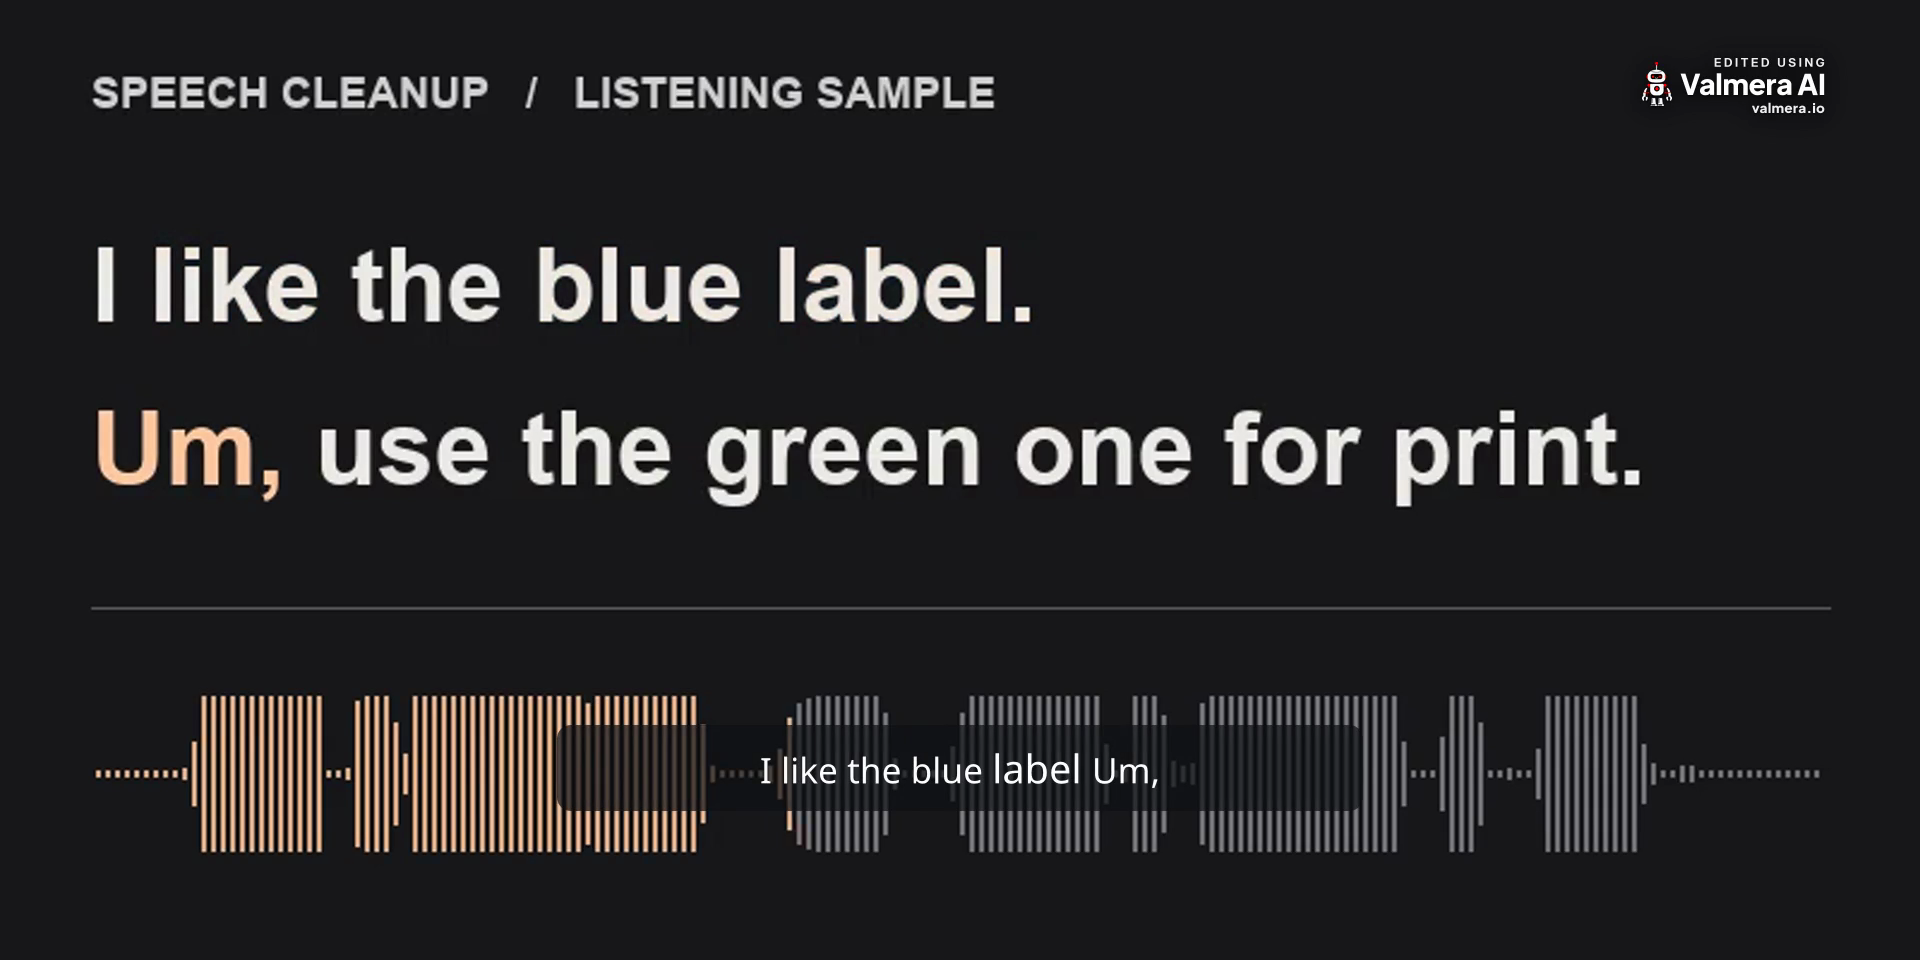 SPEECH CLEANUP / LISTENING SAMPLE
EDITED USING
Valmera AI
valmera.io
I like the blue label.
Um, use the green one for print.
I like the blue label Um,